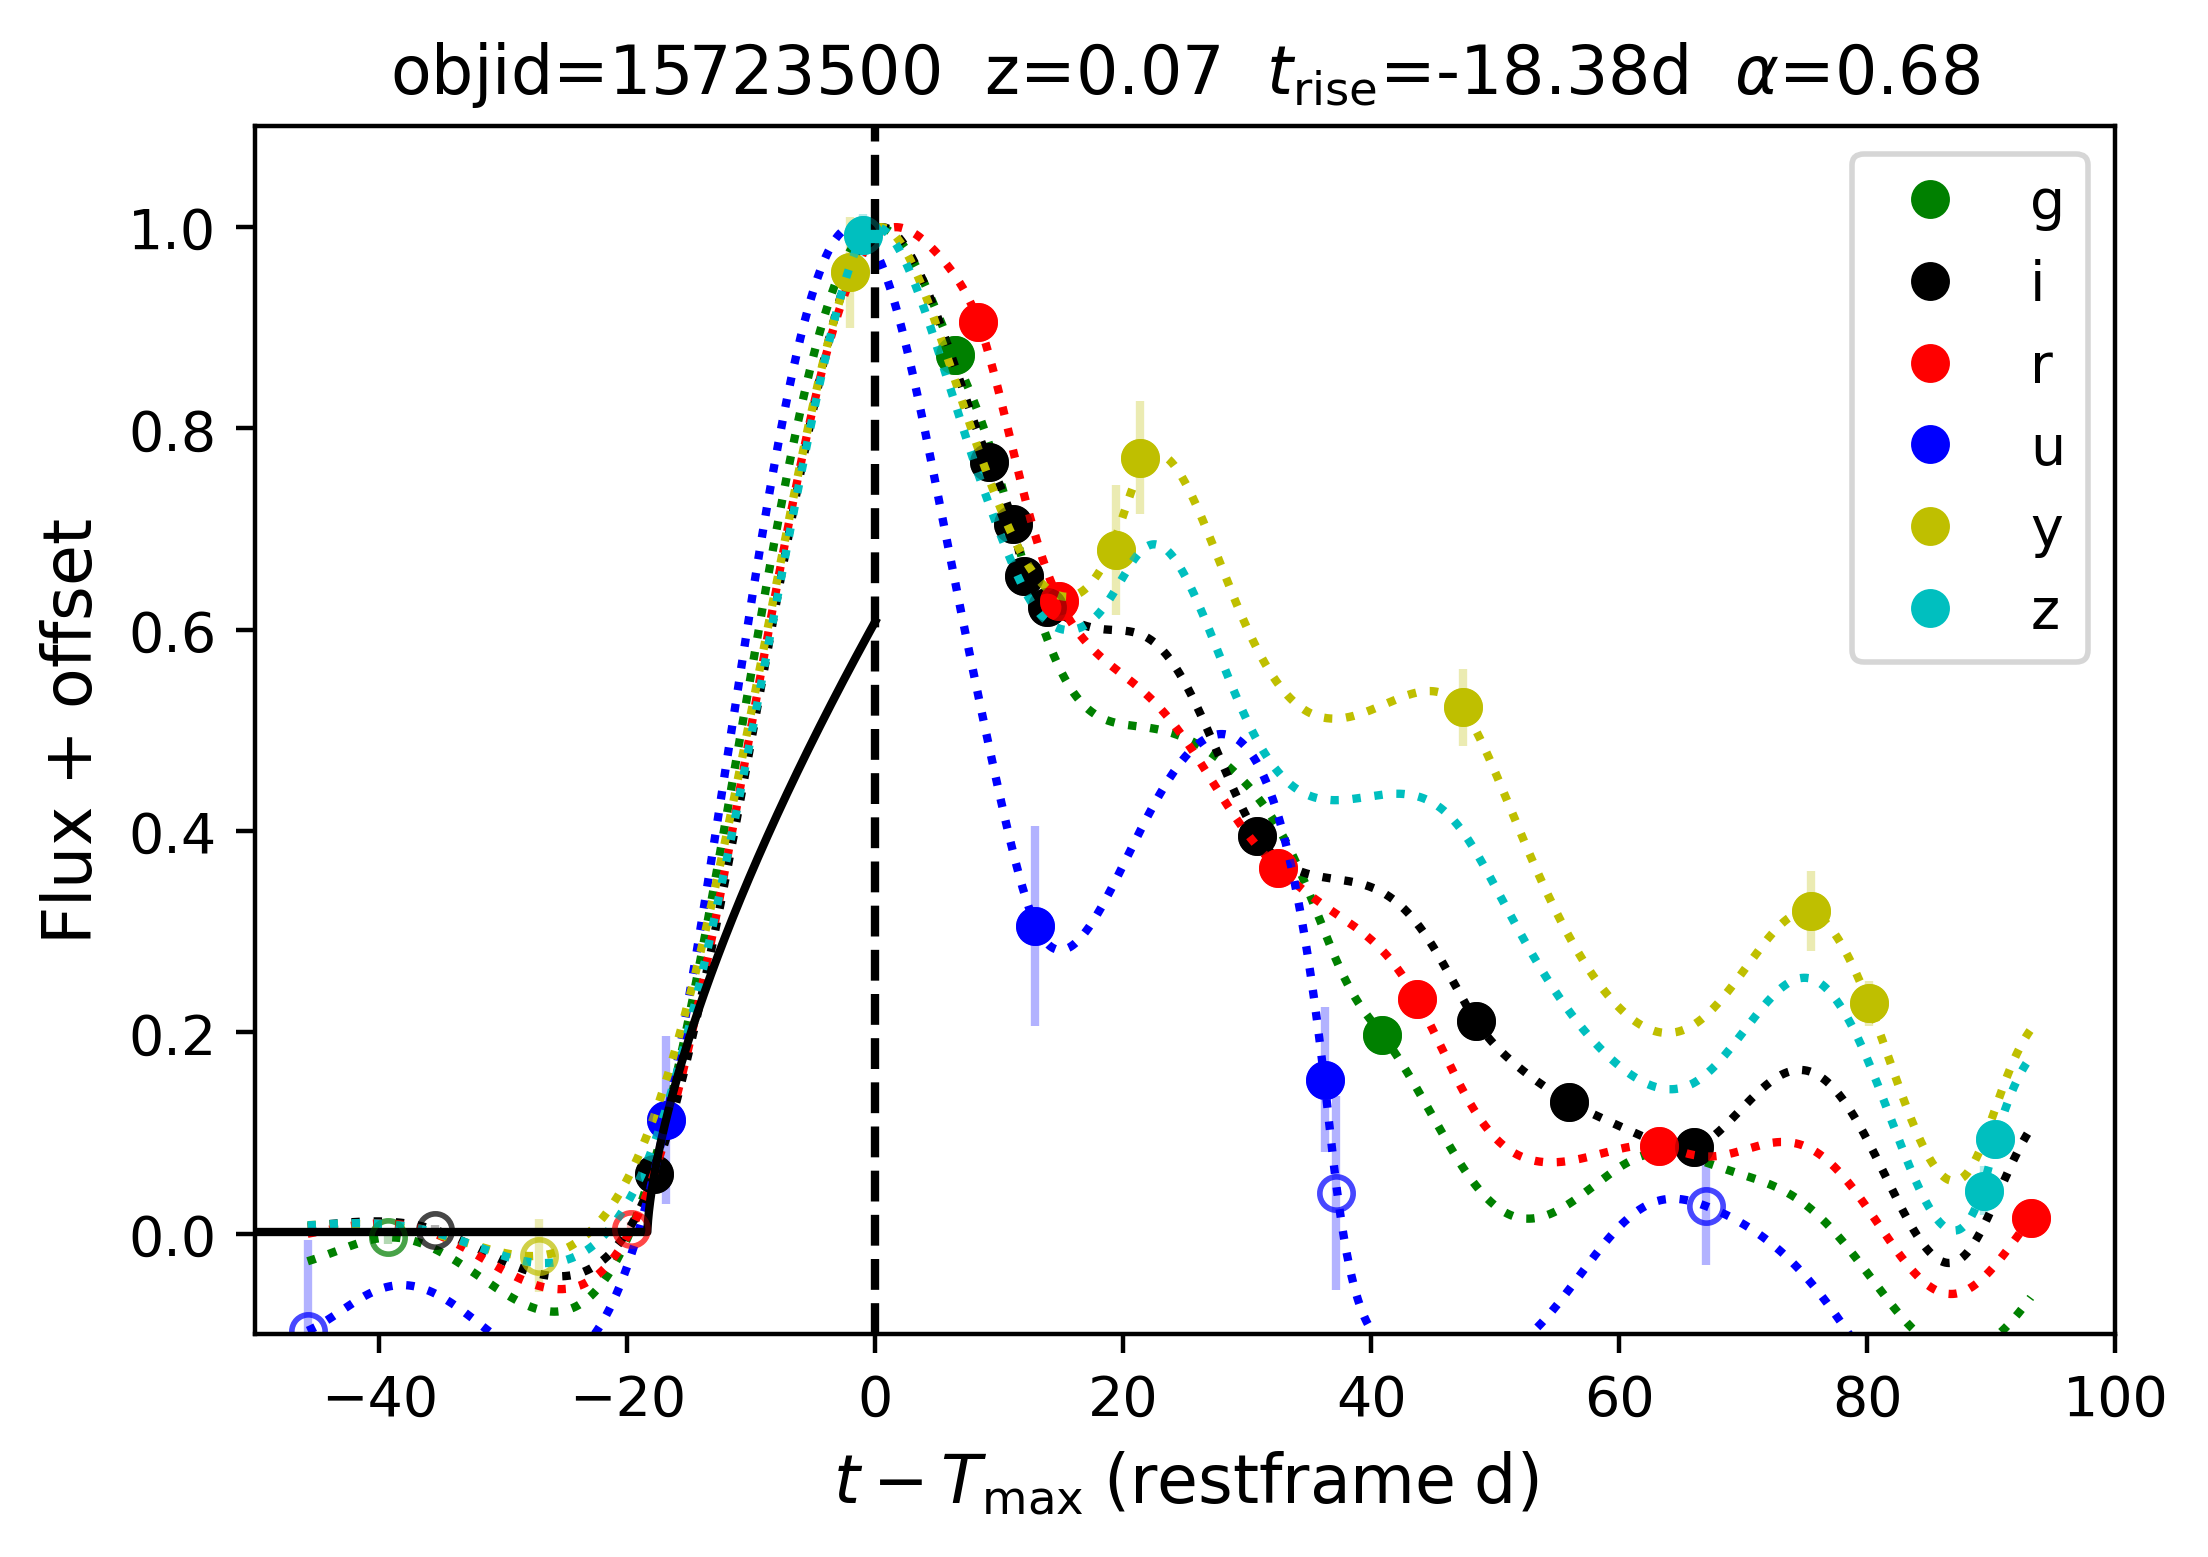 objid=15723500 z=0.07 t_rise=-18.38d α=0.68
Flux + offset
1.0
0.8
0.6
0.4
0.2
0.0
−40 −20 0 20 40 60 80 100
t − T_max (restframe d)
g
i
r
u
y
z